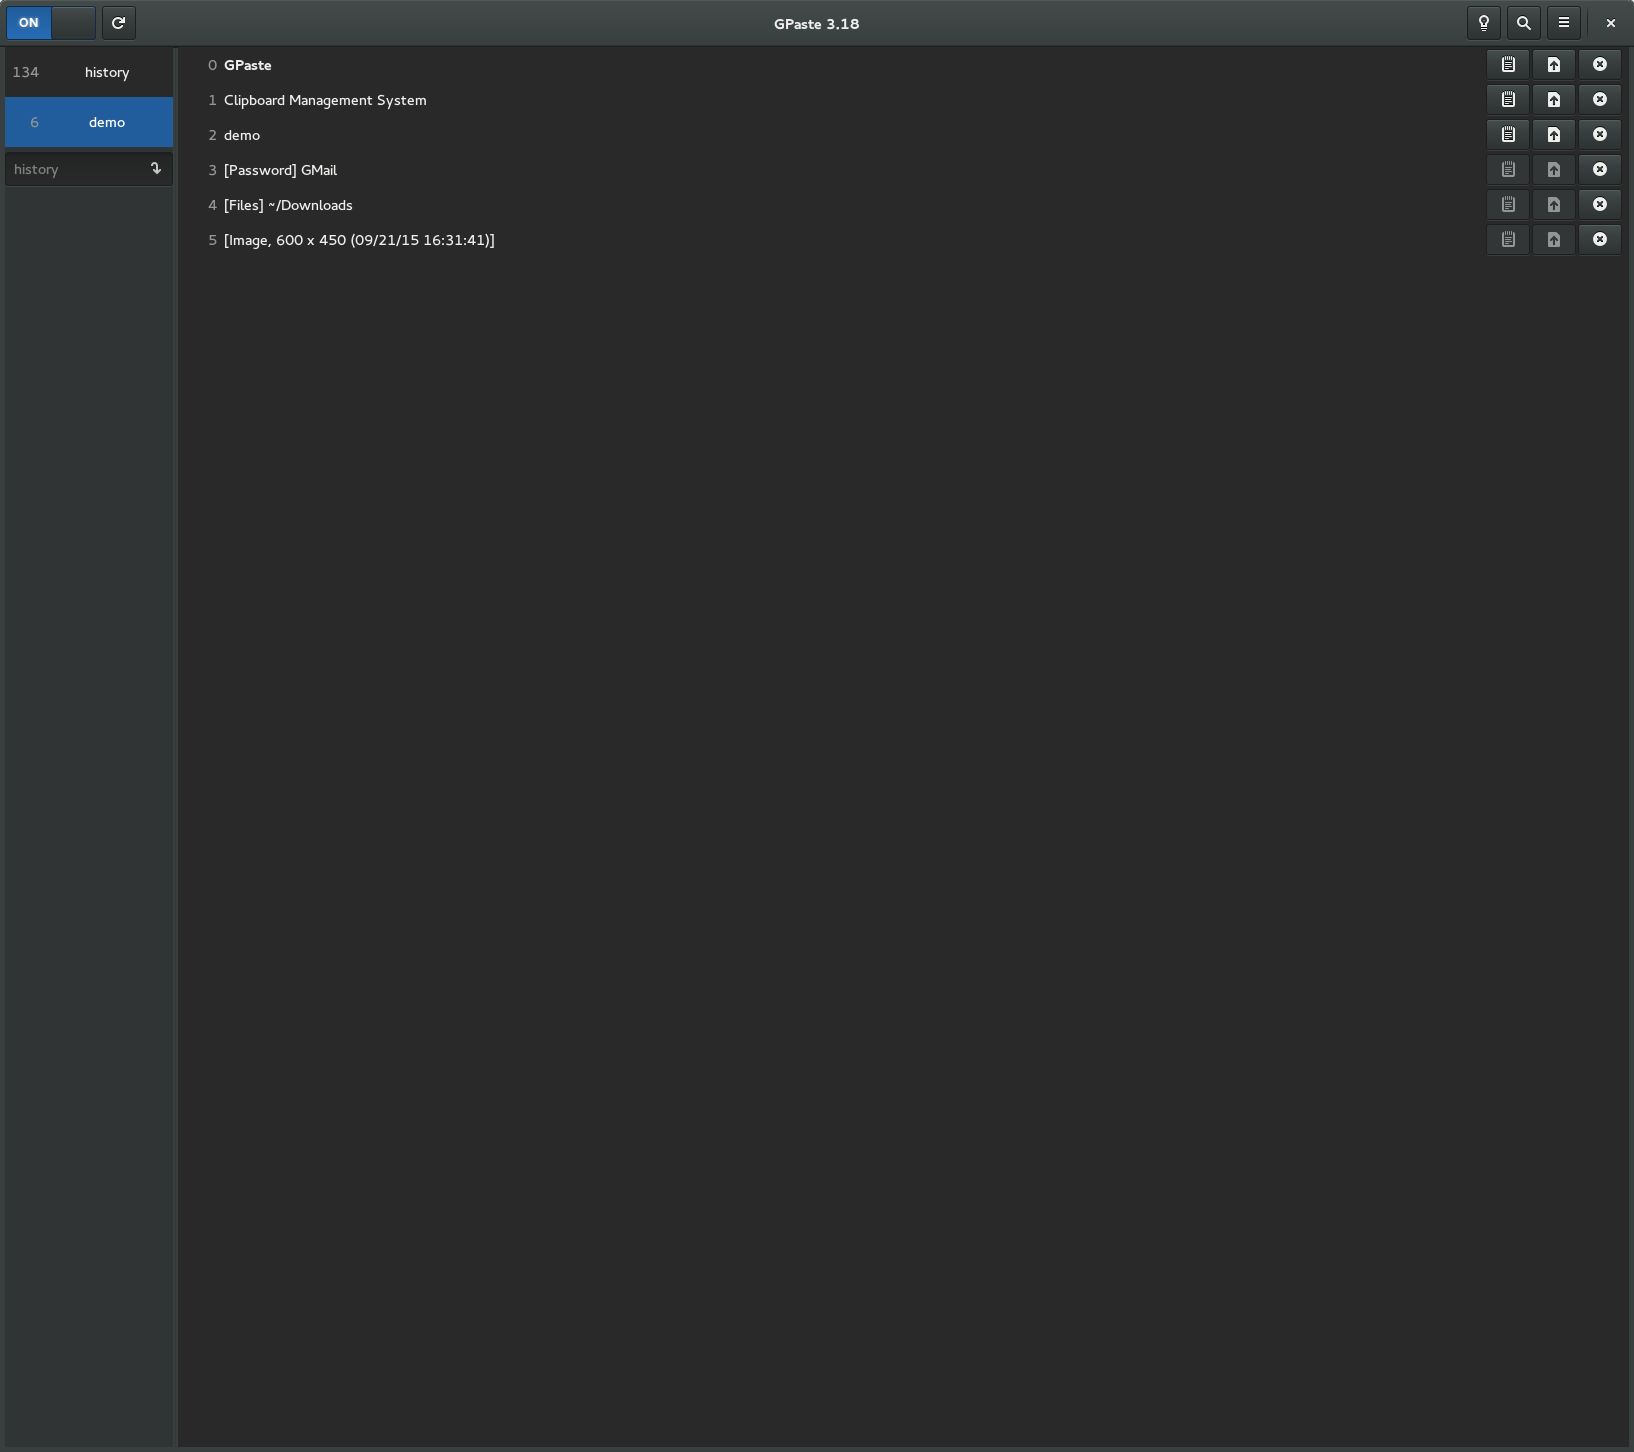 ON
GPaste 3.18
134 history
6 demo
history
0 GPaste
1 Clipboard Management System
2 demo
3 [Password] GMail
4 [Files] ~/Downloads
5 [Image, 600 x 450 (09/21/15 16:31:41)]